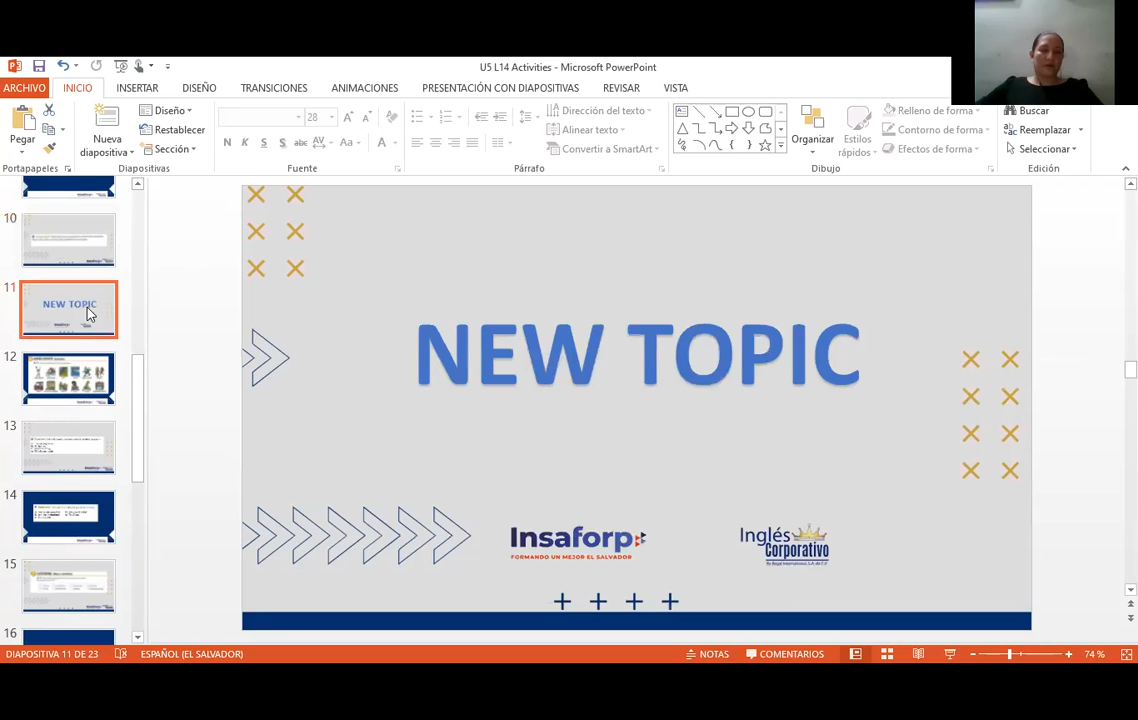 U5 L14 Activities - Microsoft PowerPoint
ARCHIVO INICIO INSERTAR DISEÑO TRANSICIONES ANIMACIONES PRESENTACIÓN CON DIAPOSITIVAS REVISAR VISTA
Pegar
Nueva diapositiva
Diseño
Restablecer
Sección
28
N K S S abc AV Aa A
Dirección del texto
Alinear texto
Convertir a SmartArt
Organizar
Estilos rápidos
Relleno de forma
Contorno de forma
Efectos de forma
Buscar
Reemplazar
Seleccionar
Portapapeles Diapositivas Fuente Párrafo Dibujo Edición
10
11
NEW TOPIC
12
13
14
15
16
NEW TOPIC
Insaforp
FORMANDO UN MEJOR EL SALVADOR
Inglés
Corporativo
DIAPOSITIVA 11 DE 23 ESPAÑOL (EL SALVADOR) NOTAS COMENTARIOS 74 %